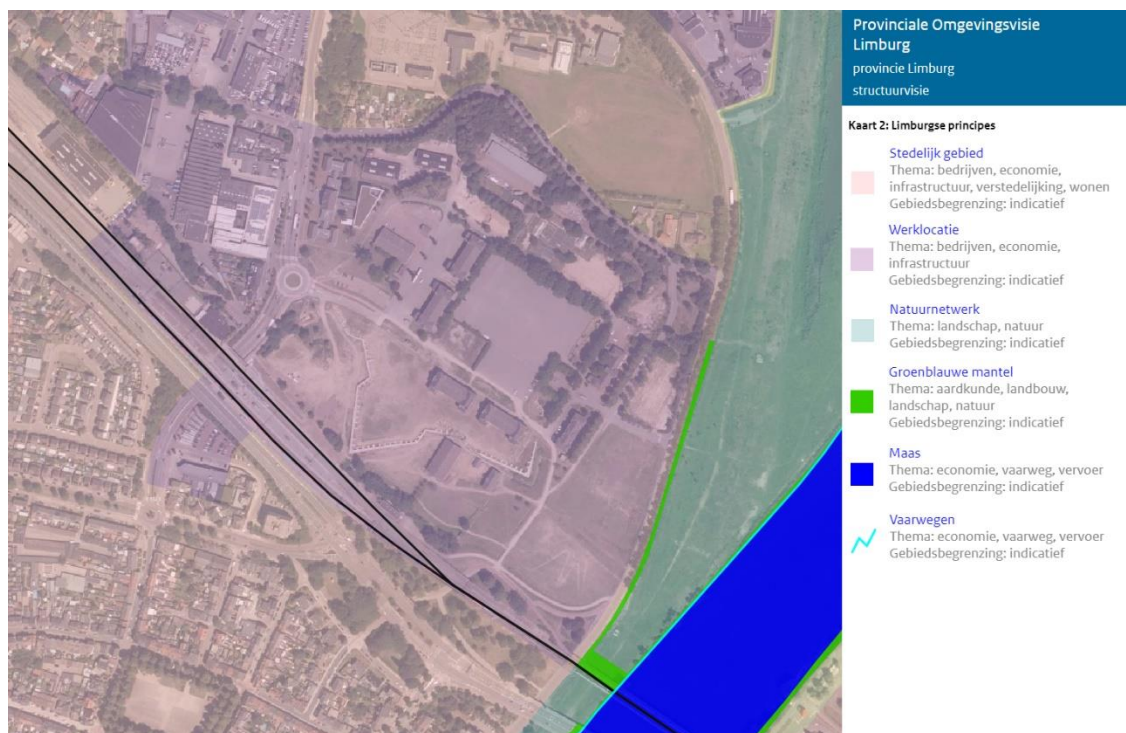 Provinciale Omgevingsvisie
Limburg
provincie Limburg
structuurvisie
Kaart 2: Limburgse principes
Stedelijk gebied
Thema: bedrijven, economie,
infrastructuur, verstedelijking, wonen
Gebiedsbegrenzing: indicatief
Werklocatie
Thema: bedrijven, economie,
infrastructuur
Gebiedsbegrenzing: indicatief
Natuurnetwerk
Thema: landschap, natuur
Gebiedsbegrenzing: indicatief
Groenblauwe mantel
Thema: aardkunde, landbouw,
landschap, natuur
Gebiedsbegrenzing: indicatief
Maas
Thema: economie, vaarweg, vervoer
Gebiedsbegrenzing: indicatief
Vaarwegen
Thema: economie, vaarweg, vervoer
Gebiedsbegrenzing: indicatief